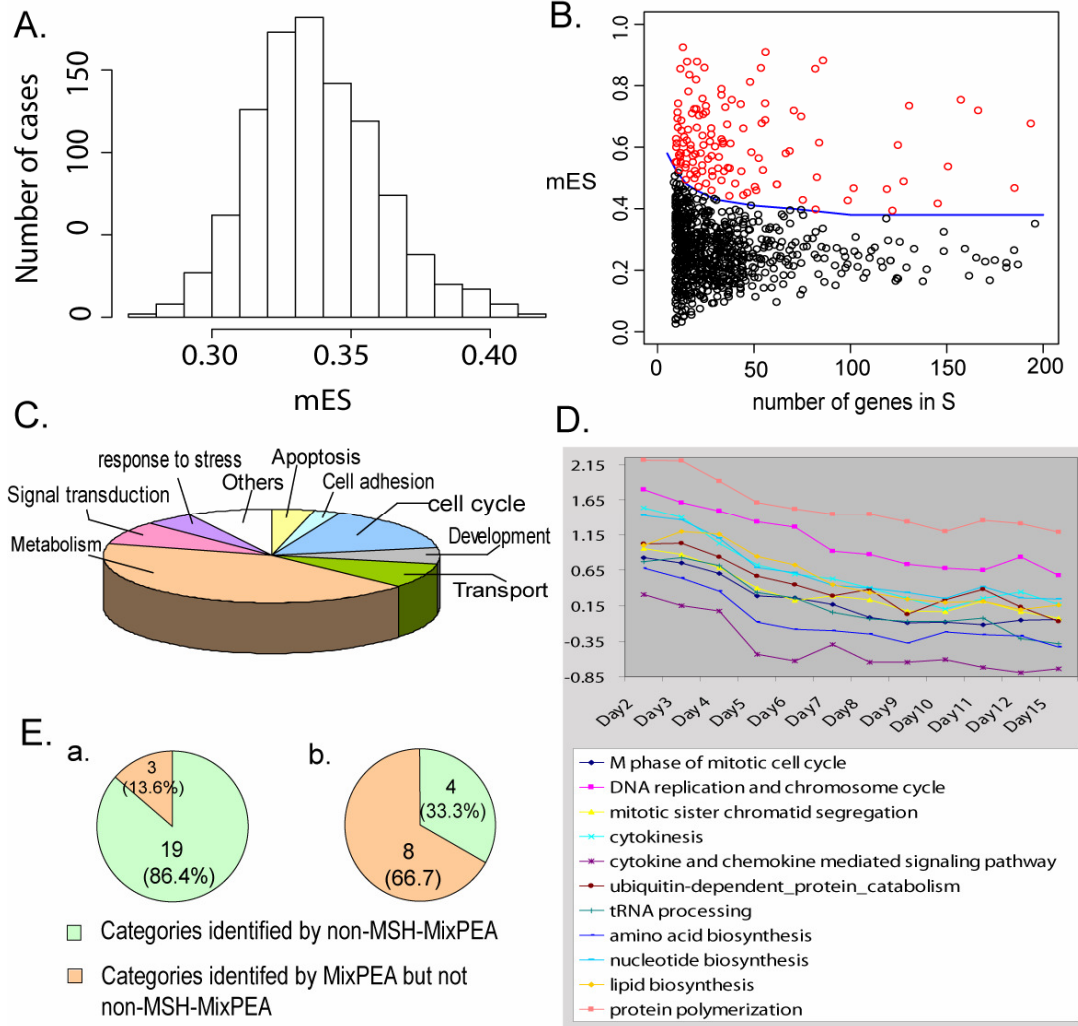 A.
Number of cases
150
100
0
0
0.30
0.35
0.40
mES
B.
1.0
0.8
0.6
0.4
0.2
0.0
mES
0
50
100
150
200
number of genes in S
C.
response to stress
Signal transduction
Metabolism
Others
Apoptosis
Cell adhesion
cell cycle
Development
Transport
D.
2.15
1.65
1.15
0.65
0.15
-0.35
-0.85
Day2
Day3
Day4
Day5
Day6
Day7
Day8
Day9
Day10
Day11
Day12
Day15
M phase of mitotic cell cycle
DNA replication and chromosome cycle
mitotic sister chromatid segregation
cytokinesis
cytokine and chemokine mediated signaling pathway
ubiquitin-dependent_protein_catabolism
tRNA processing
amino acid biosynthesis
nucleotide biosynthesis
lipid biosynthesis
protein polymerization
E.
a.
3
(13.6%)
19
(86.4%)
b.
4
(33.3%)
8
(66.7)
Categories identified by non-MSH-MixPEA
Categories identifed by MixPEA but not
non-MSH-MixPEA